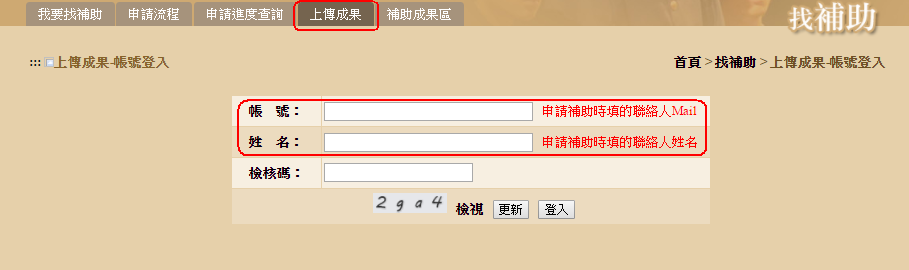 我要找補助 申請流程 申請進度查詢 上傳成果 補助成果區
找補助
::: 上傳成果-帳號登入 首頁 > 找補助 > 上傳成果-帳號登入
帳 號： 申請補助時填的聯絡人Mail
姓 名： 申請補助時填的聯絡人姓名
檢核碼：
2ga4 檢視 更新 登入